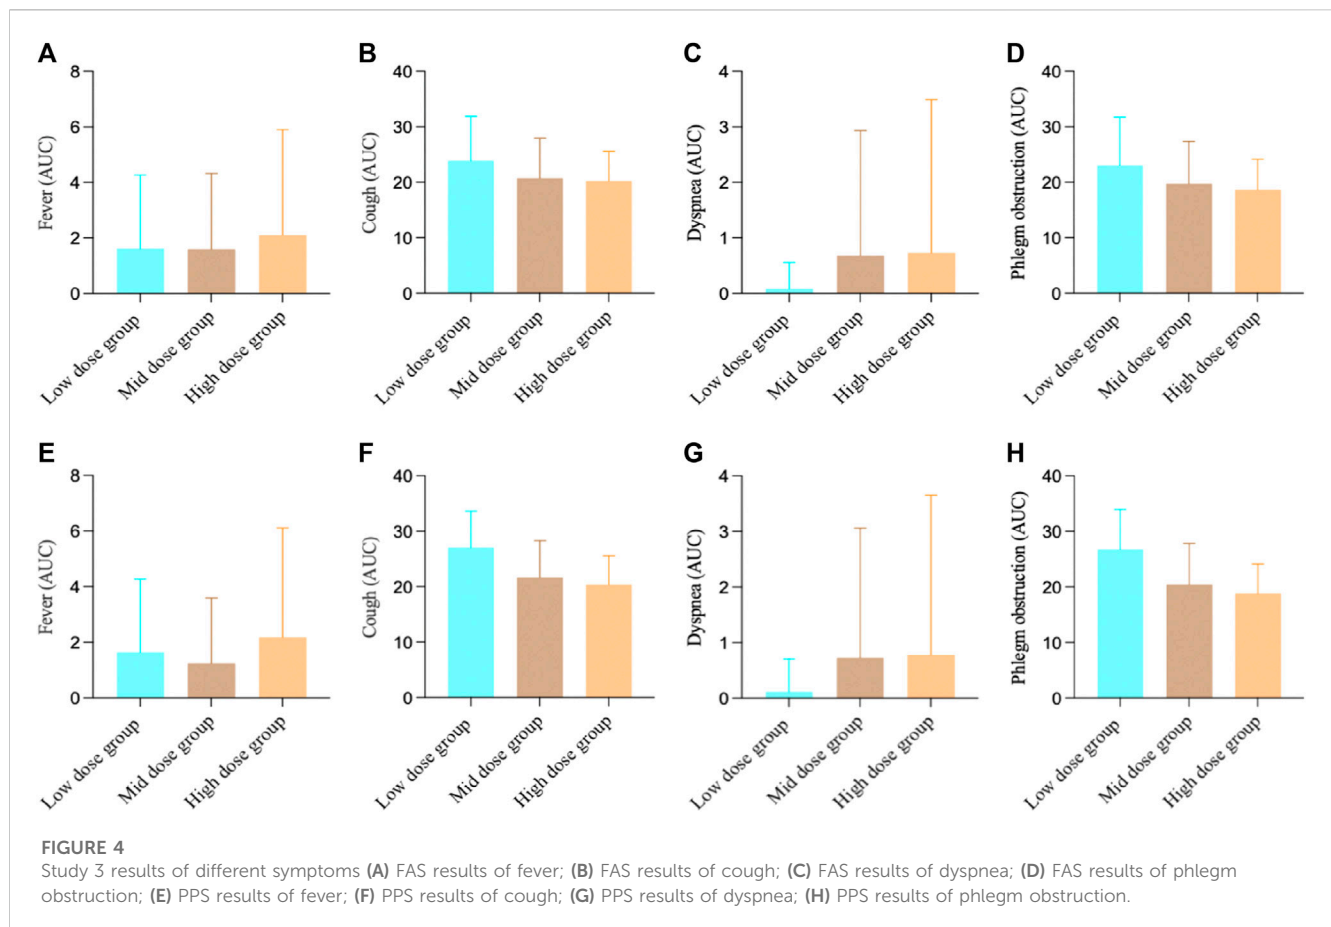 A
B
C
D
8
6
4
2
0
Fever (AUC)
Low dose group
Mid dose group
High dose group
40
30
20
10
0
Cough (AUC)
Low dose group
Mid dose group
High dose group
4
3
2
1
0
Dyspnea (AUC)
Low dose group
Mid dose group
High dose group
40
30
20
10
0
Phlegm obstruction (AUC)
Low dose group
Mid dose group
High dose group
E
F
G
H
8
6
4
2
0
Fever (AUC)
Low dose group
Mid dose group
High dose group
40
30
20
10
0
Cough (AUC)
Low dose group
Mid dose group
High dose group
4
3
2
1
0
Dyspnea (AUC)
Low dose group
Mid dose group
High dose group
40
30
20
10
0
Phlegm obstruction (AUC)
Low dose group
Mid dose group
High dose group
FIGURE 4
Study 3 results of different symptoms (A) FAS results of fever; (B) FAS results of cough; (C) FAS results of dyspnea; (D) FAS results of phlegm
obstruction; (E) PPS results of fever; (F) PPS results of cough; (G) PPS results of dyspnea; (H) PPS results of phlegm obstruction.